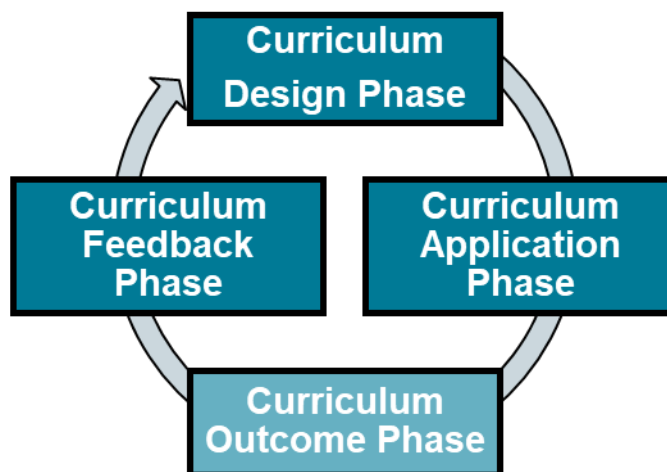 Curriculum
Design Phase
Curriculum
Feedback
Phase
Curriculum
Application
Phase
Curriculum
Outcome Phase